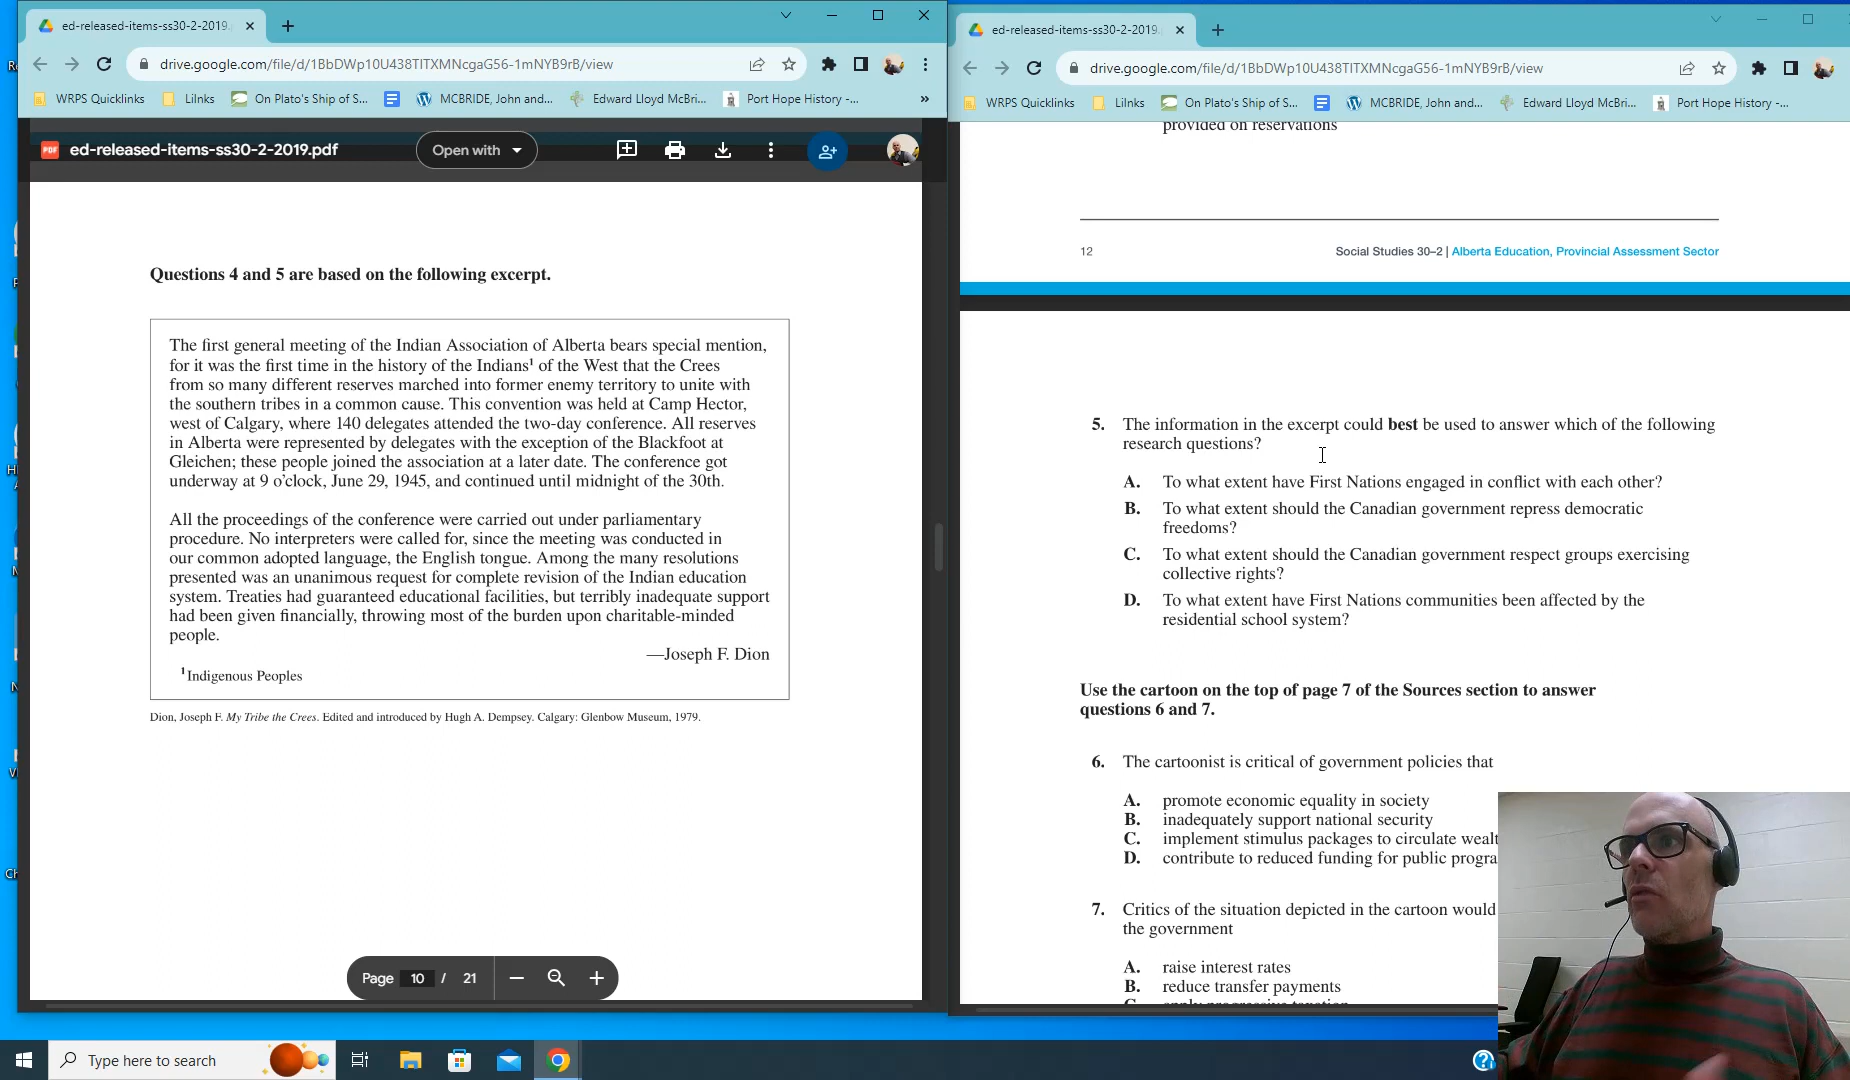 ed-released-items-ss30-2-2019.
drive.google.com/file/d/1BbDWp10U438TITXMNcgaG56-1mNYB9rB/view
WRPS Quicklinks
LiInks
On Plato's Ship of S...
MCBRIDE, John and...
Edward Lloyd McBri...
Port Hope History -...
»
PDF
ed-released-items-ss30-2-2019.pdf
Open with
Questions 4 and 5 are based on the following excerpt.
The first general meeting of the Indian Association of Alberta bears special mention,
for it was the first time in the history of the Indians¹ of the West that the Crees
from so many different reserves marched into former enemy territory to unite with
the southern tribes in a common cause. This convention was held at Camp Hector,
west of Calgary, where 140 delegates attended the two-day conference. All reserves
in Alberta were represented by delegates with the exception of the Blackfoot at
Gleichen; these people joined the association at a later date. The conference got
underway at 9 o'clock, June 29, 1945, and continued until midnight of the 30th.
All the proceedings of the conference were carried out under parliamentary
procedure. No interpreters were called for, since the meeting was conducted in
our common adopted language, the English tongue. Among the many resolutions
presented was an unanimous request for complete revision of the Indian education
system. Treaties had guaranteed educational facilities, but terribly inadequate support
had been given financially, throwing most of the burden upon charitable-minded
people.
—Joseph F. Dion
¹Indigenous Peoples
Dion, Joseph F. My Tribe the Crees. Edited and introduced by Hugh A. Dempsey. Calgary: Glenbow Museum, 1979.
Page 10 / 21
ed-released-items-ss30-2-2019.
drive.google.com/file/d/1BbDWp10U438TITXMNcgaG56-1mNYB9rB/view
WRPS Quicklinks
LiInks
On Plato's Ship of S...
MCBRIDE, John and...
Edward Lloyd McBri...
Port Hope History -...
provided on reservations
12
Social Studies 30–2 | Alberta Education, Provincial Assessment Sector
5. The information in the excerpt could best be used to answer which of the following
research questions?
A. To what extent have First Nations engaged in conflict with each other?
B. To what extent should the Canadian government repress democratic
freedoms?
C. To what extent should the Canadian government respect groups exercising
collective rights?
D. To what extent have First Nations communities been affected by the
residential school system?
Use the cartoon on the top of page 7 of the Sources section to answer
questions 6 and 7.
6. The cartoonist is critical of government policies that
A. promote economic equality in society
B. inadequately support national security
C. implement stimulus packages to circulate wealt
D. contribute to reduced funding for public progra
7. Critics of the situation depicted in the cartoon would
the government
A. raise interest rates
B. reduce transfer payments
Type here to search